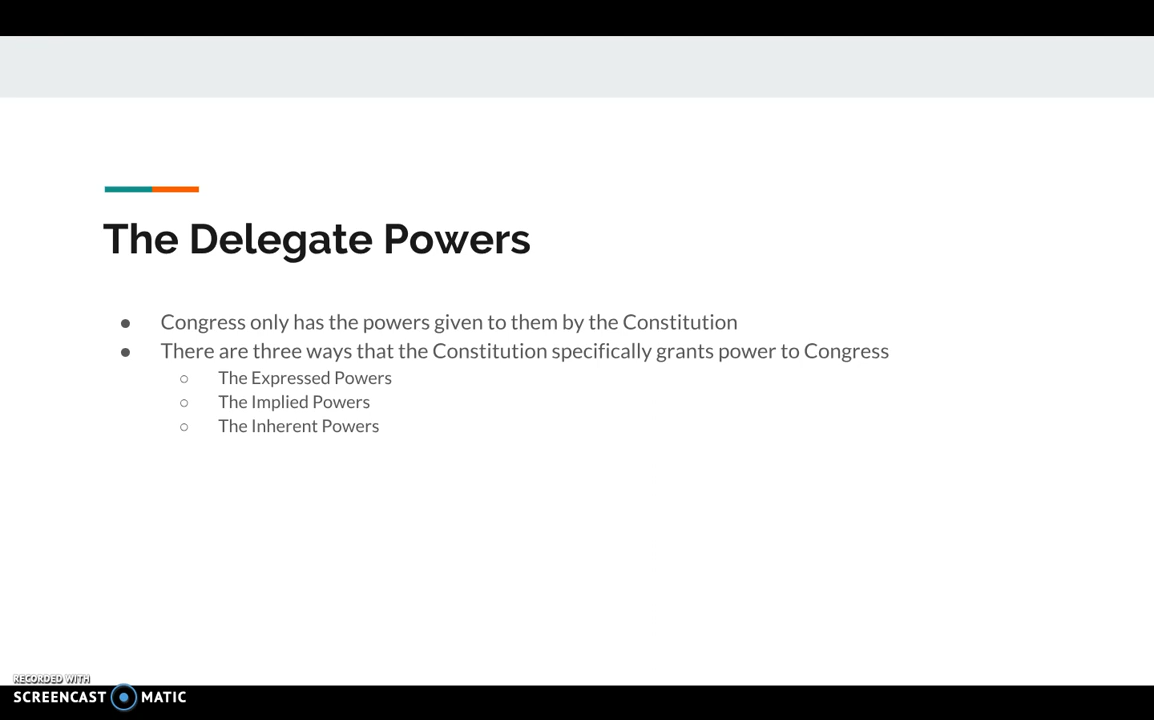 The Delegate Powers
● Congress only has the powers given to them by the Constitution
● There are three ways that the Constitution specifically grants power to Congress
○ The Expressed Powers
○ The Implied Powers
○ The Inherent Powers
RECORDED WITH
SCREENCAST MATIC